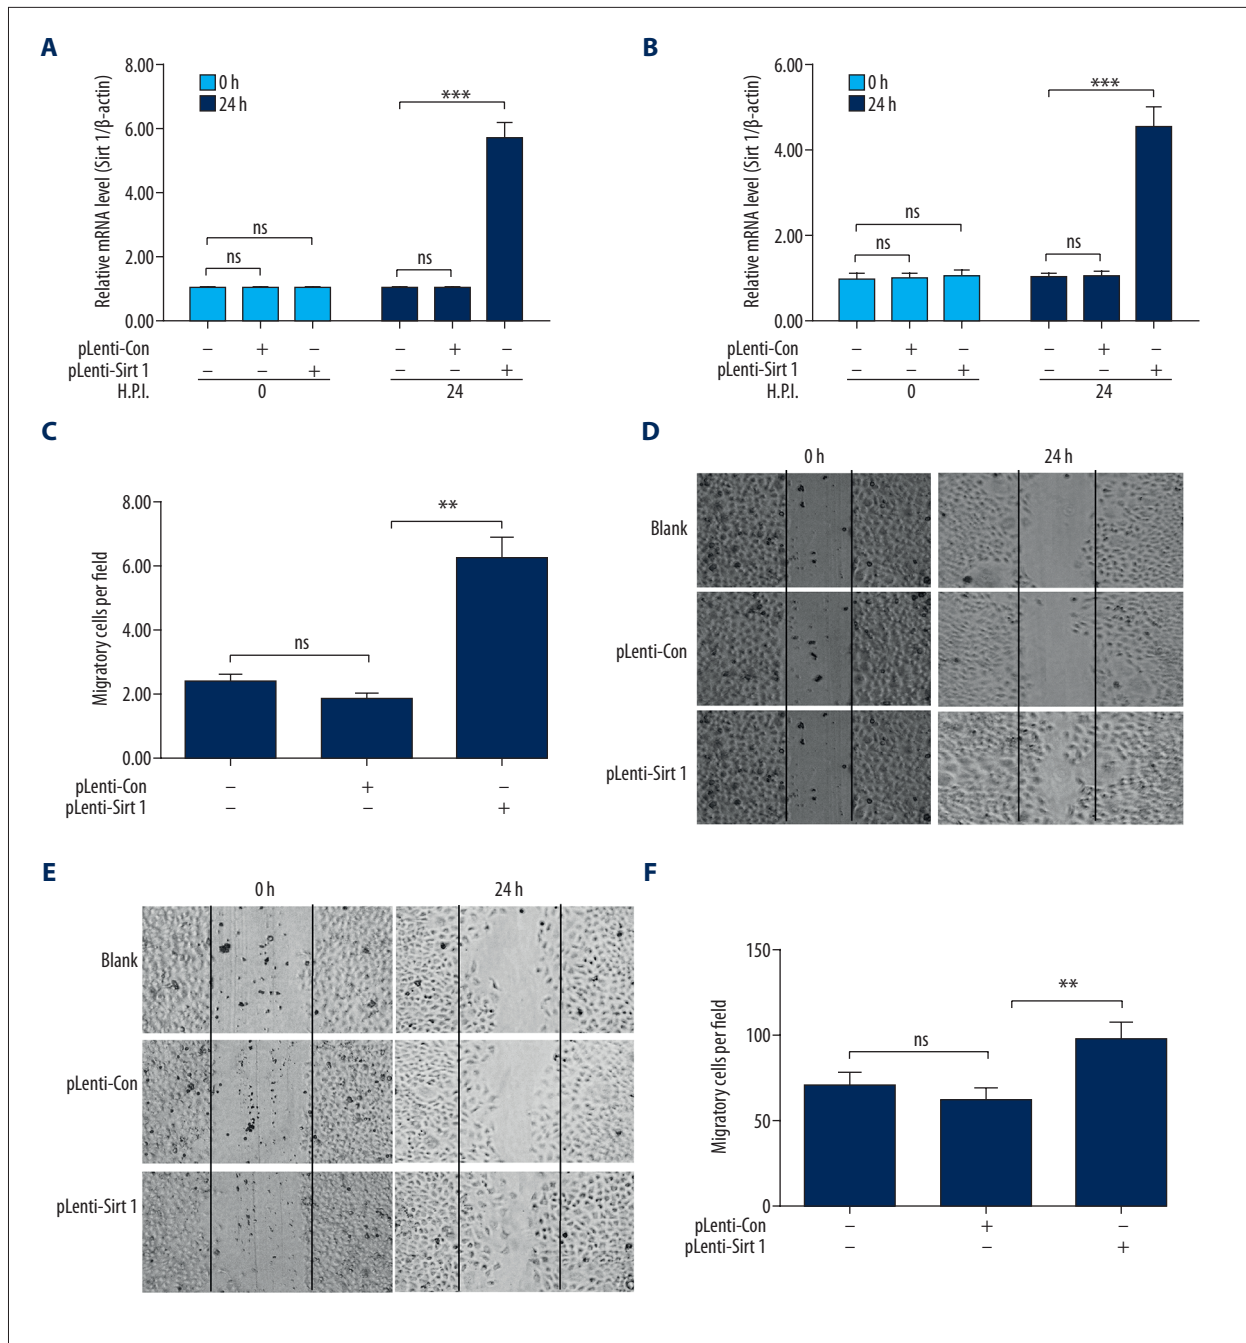 A
8.00
6.00
4.00
2.00
0.00
Relative mRNA level (Sirt 1/β-actin)
0 h
24 h
ns
ns
ns
***
pLenti-Con – + – – + –
pLenti-Sirt 1 – – + – – +
H.P.I. 0 24
B
6.00
4.00
2.00
0.00
Relative mRNA level (Sirt 1/β-actin)
0 h
24 h
ns
ns
ns
***
pLenti-Con – + – – + –
pLenti-Sirt 1 – – + – – +
H.P.I. 0 24
C
8.00
6.00
4.00
2.00
0.00
Migratory cells per field
ns
**
pLenti-Con – + –
pLenti-Sirt 1 – – +
D
0 h 24 h
Blank
pLenti-Con
pLenti-Sirt 1
E
0 h 24 h
Blank
pLenti-Con
pLenti-Sirt 1
F
150
100
50
0
Migratory cells per field
ns
**
pLenti-Con – + –
pLenti-Sirt 1 – – +